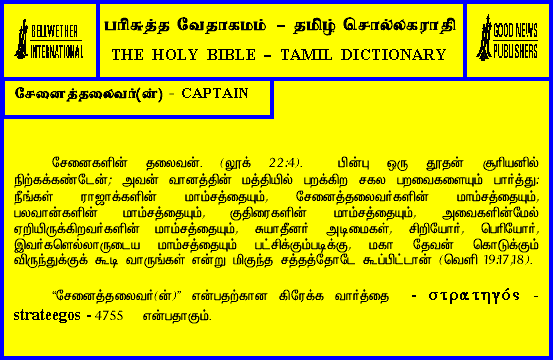 BELLWETHER
INTERNATIONAL
பரிசுத்த வேதாகமம் – தமிழ் சொல்லகராதி
THE HOLY BIBLE – TAMIL DICTIONARY
GOOD NEWS
PUBLISHERS
சேனைத்தலைவர்(ன்) - CAPTAIN
சேனைகளின் தலைவன். (லூக் 22:4). பின்பு ஒரு தூதன் சூரியனில்
நிற்கக்கண்டேன்; அவன் வானத்தின் மத்தியில் பறக்கிற சகல பறவைகளையும் பார்த்து:
நீங்கள் ராஜாக்களின் மாம்சத்தையும், சேனைத்தலைவர்களின் மாம்சத்தையும்,
பலவான்களின் மாம்சத்தையும், குதிரைகளின் மாம்சத்தையும், அவைகளின்மேல்
ஏறியிருக்கிறவர்களின் மாம்சத்தையும், சுயாதீனர் அடிமைகள், சிறியோர், பெரியோர்,
இவர்களெல்லாருடைய மாம்சத்தையும் பட்சிக்கும்படிக்கு, மகா தேவன் கொடுக்கும்
விருந்துக்குக் கூடி வாருங்கள் என்று மிகுந்த சத்தத்தோடே கூப்பிட்டான் (வெளி 19:17,18).
“சேனைத்தலைவர்(ன்)” என்பதற்கான கிரேக்க வார்த்தை - στρατηγός -
strateegos - 4755 என்பதாகும்.